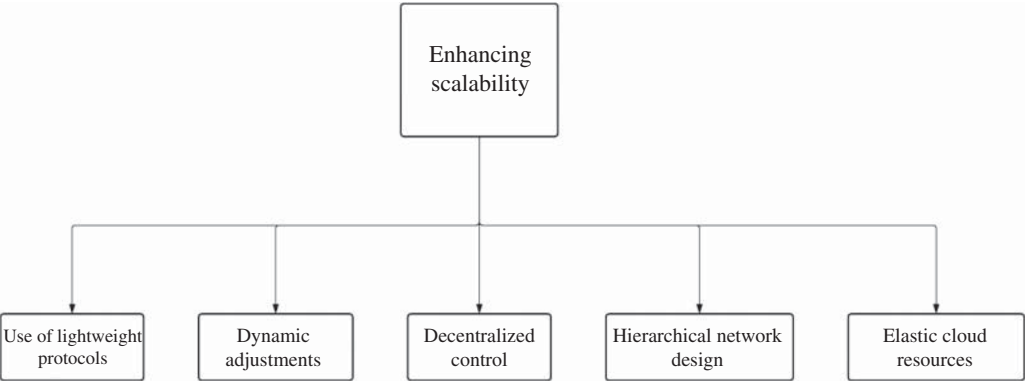 Enhancing
scalability
Use of lightweight
protocols
Dynamic
adjustments
Decentralized
control
Hierarchical network
design
Elastic cloud
resources